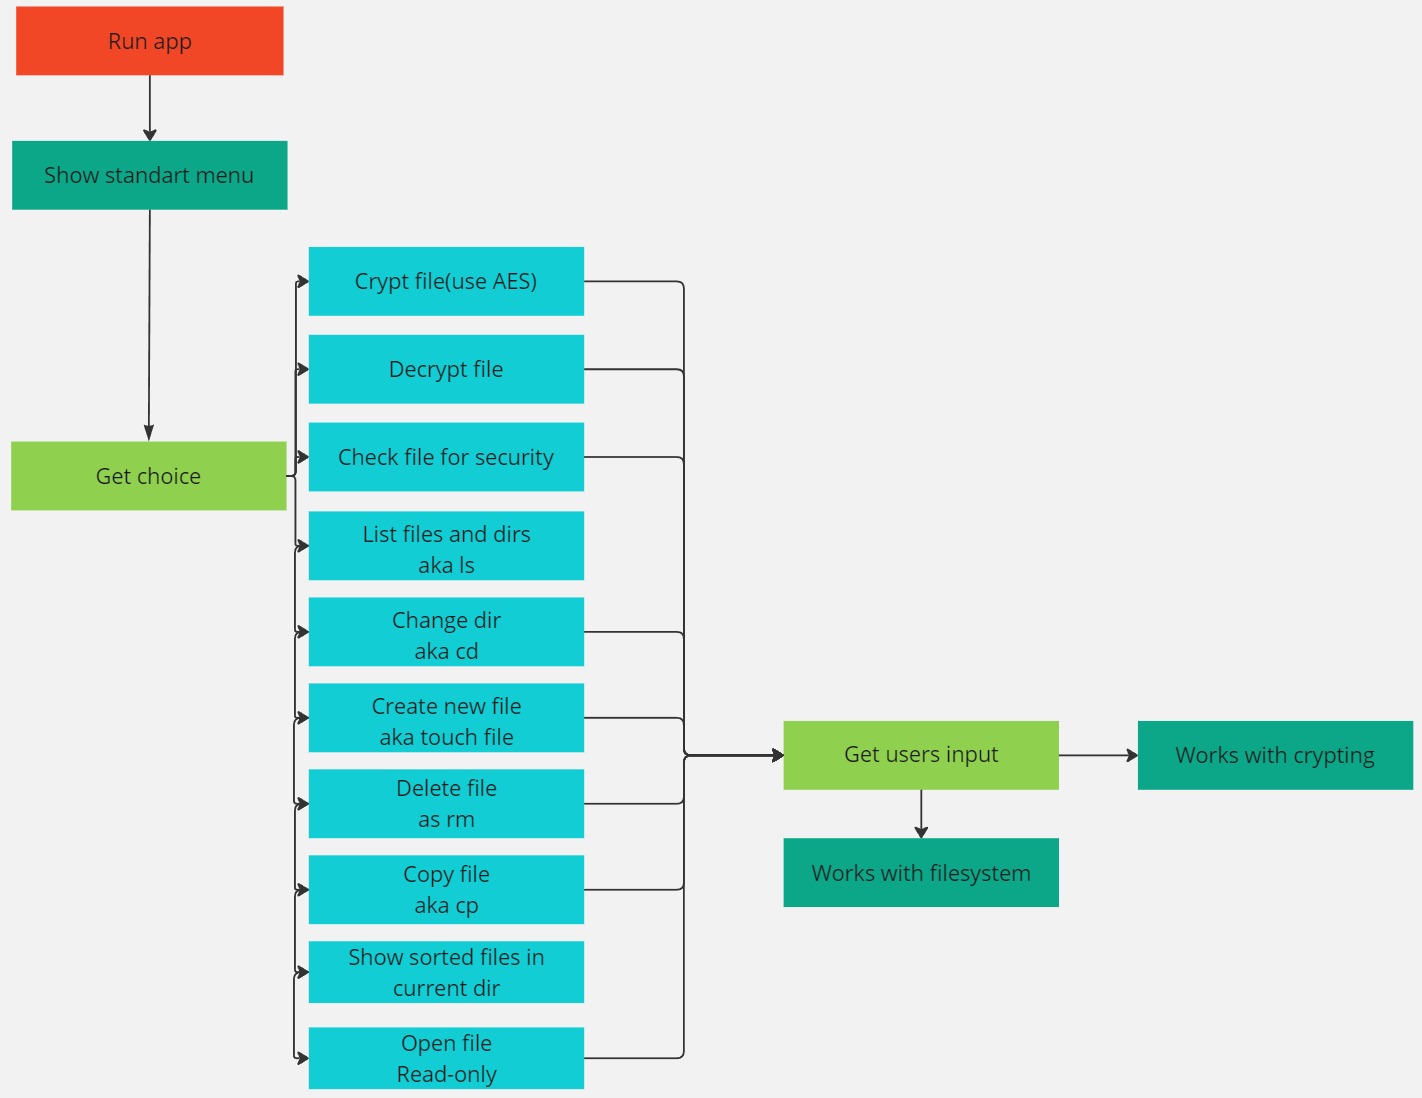 Run app
Show standart menu
Get choice
Crypt file(use AES)
Decrypt file
Check file for security
List files and dirs
aka ls
Change dir
aka cd
Create new file
aka touch file
Delete file
as rm
Copy file
aka cp
Show sorted files in
current dir
Open file
Read-only
Get users input
Works with crypting
Works with filesystem